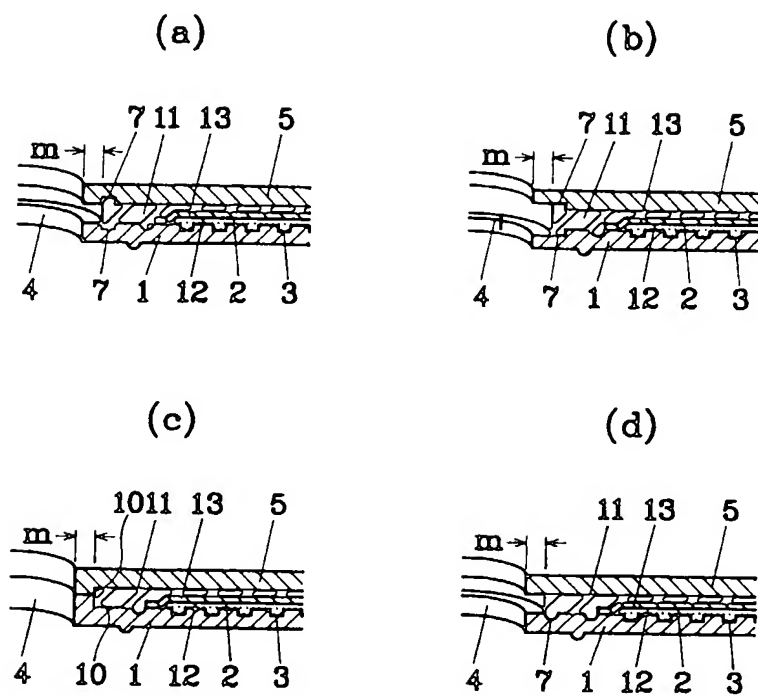 (a)
(b)
m 7 11 13 5
m 7 11 13 5
4 7 1 12 2 3
4 7 1 12 2 3
(c)
(d)
m 10 11 13 5
m 11 13 5
4 10 1 12 2 3
4 7 1 12 2 3